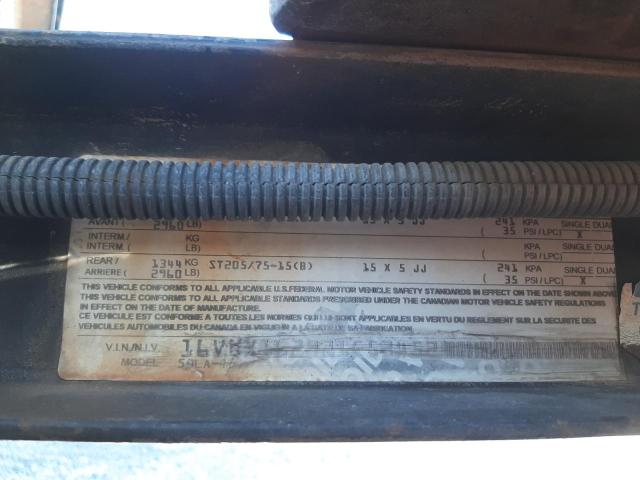 AVANT ( 2960 LB) 15 X 5 JJ ( 241 35 KPA PSI / LPC) SINGLE DUAL X
INTERM./ INTERM. ( KG LB) ( KPA PSI / LPC)
REAR / ARRIERE ( 1344 KG 2960 LB) ST205/75-15(B) 15 X 5 JJ ( 241 35 KPA PSI / LPC) SINGLE DUAL X
THIS VEHICLE CONFORMS TO ALL APPLICABLE U.S.FEDERAL MOTOR VEHICLE SAFETY STANDARDS IN EFFECT ON THE DATE OF MANUFACTURE SHOWN ABOVE
THIS VEHICLE CONFORMS TO ALL APPLICABLE STANDARDS PRESCRIBED UNDER THE CANADIAN MOTOR VEHICLE SAFETY REGULATIONS
IN EFFECT ON THE DATE OF MANUFACTURE.
CE VEHICULE EST CONFORME A TOUTES LES NORMES QUI LUI SONT APPLICABLES EN VERTU DU REGLEMENT SUR LA SECURITE DES
VEHICULES AUTOMOBILES DU CANADA EN VIGUEUR A LA DATE DE SA FABRICATION
V.I.N./N.I.V.
MODEL